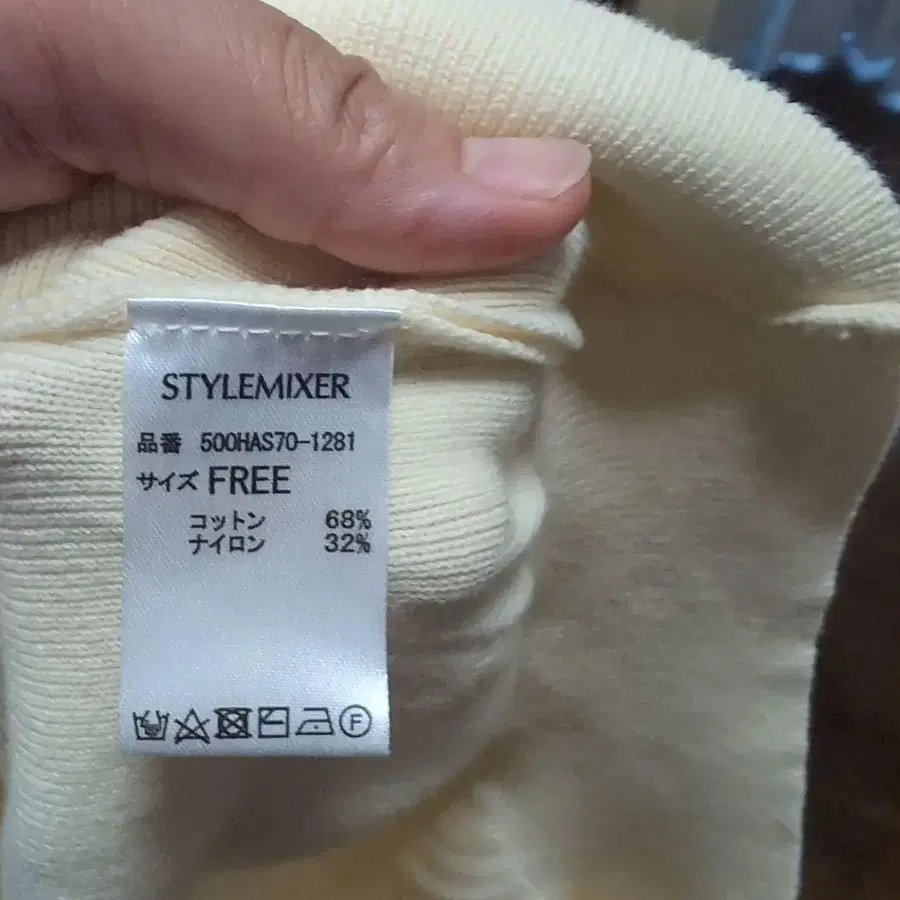 STYLEMIXER
品番 500HAS70-1281
サイズ FREE
コットン 68%
ナイロン 32%
F